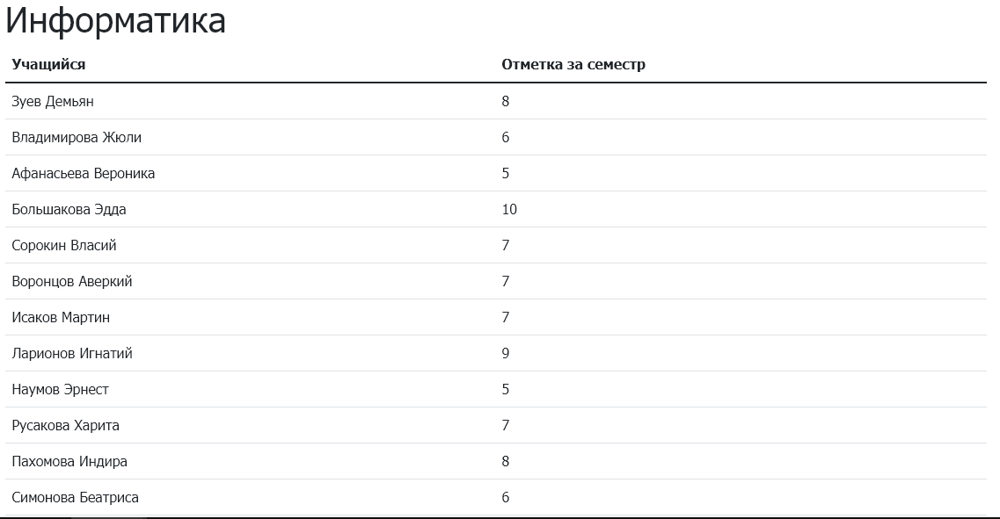 Информатика
Учащийся Отметка за семестр
Зуев Демьян 8
Владимирова Жюли 6
Афанасьева Вероника 5
Большакова Эдда 10
Сорокин Власий 7
Воронцов Аверкий 7
Исаков Мартин 7
Ларионов Игнатий 9
Наумов Эрнест 5
Русакова Харита 7
Пахомова Индира 8
Симонова Беатриса 6